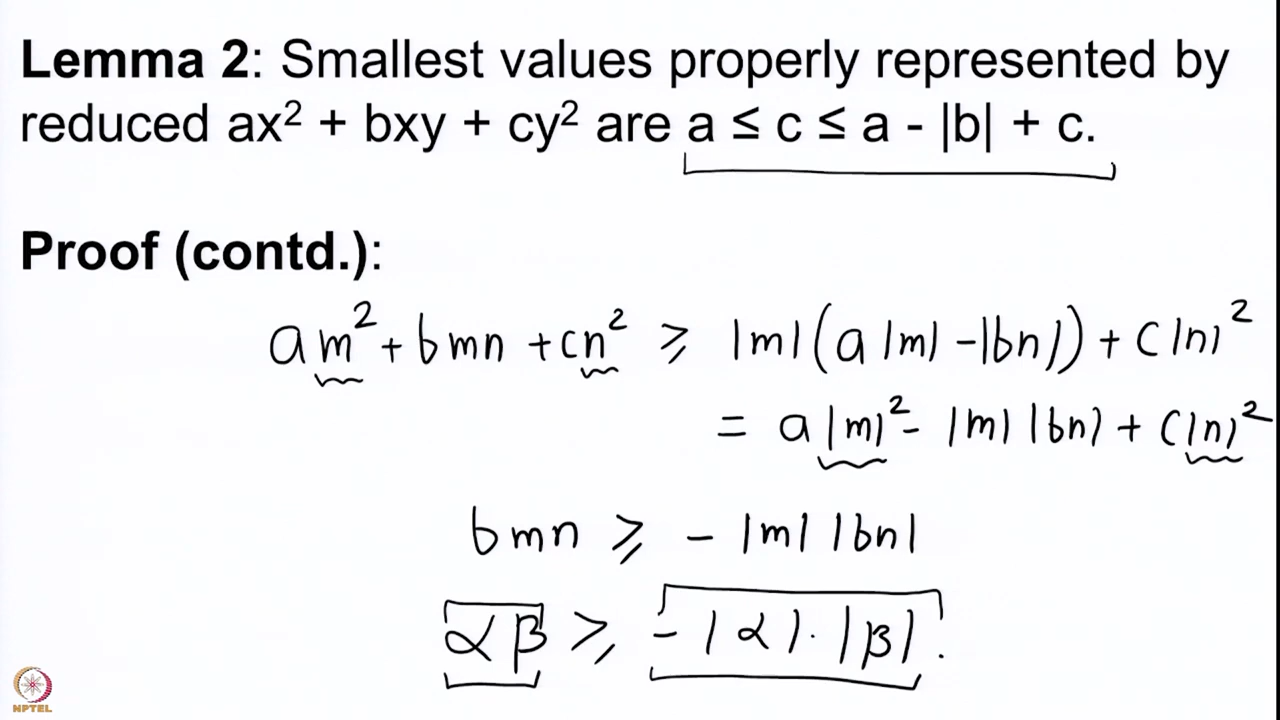 Lemma 2: Smallest values properly represented by
reduced ax² + bxy + cy² are a ≤ c ≤ a - |b| + c.
Proof (contd.):
am² + bmn + cn² ≥ |m|(a|m| - |bn|) + c|n|²
= a|m|² - |m| |bn| + c|n|²
bmn ≥ - |m| |bn|
αβ ≥ - |α| · |β| .
NPTEL